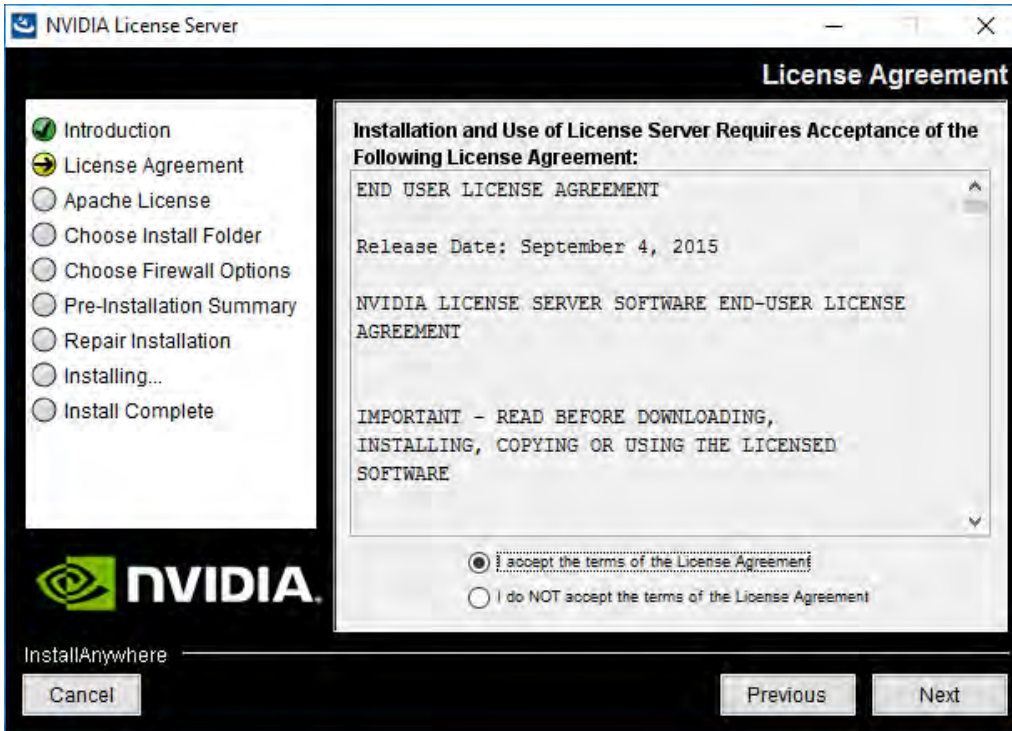 NVIDIA License Server
License Agreement
Introduction
License Agreement
Apache License
Choose Install Folder
Choose Firewall Options
Pre-Installation Summary
Repair Installation
Installing...
Install Complete
Installation and Use of License Server Requires Acceptance of the
Following License Agreement:
END USER LICENSE AGREEMENT
Release Date: September 4, 2015
NVIDIA LICENSE SERVER SOFTWARE END-USER LICENSE
AGREEMENT
IMPORTANT - READ BEFORE DOWNLOADING,
INSTALLING, COPYING OR USING THE LICENSED
SOFTWARE
I accept the terms of the License Agreement
I do NOT accept the terms of the License Agreement
NVIDIA.
InstallAnywhere
Cancel
Previous
Next